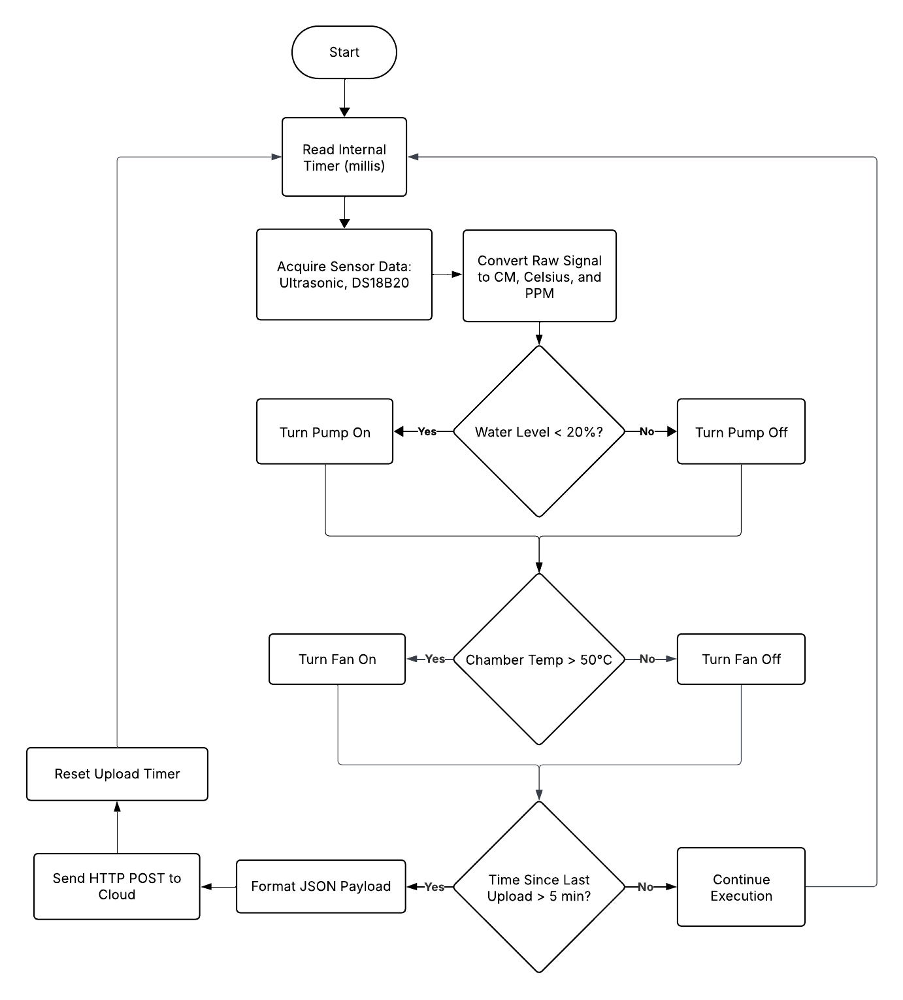 Start
Read Internal
Timer (millis)
Acquire Sensor Data:
Ultrasonic, DS18B20
Convert Raw Signal
to CM, Celsius, and
PPM
Turn Pump On
Yes
Water Level < 20%?
No
Turn Pump Off
Turn Fan On
Yes
Chamber Temp > 50°C
No
Turn Fan Off
Reset Upload Timer
Send HTTP POST to
Cloud
Format JSON Payload
Yes
Time Since Last
Upload > 5 min?
No
Continue
Execution